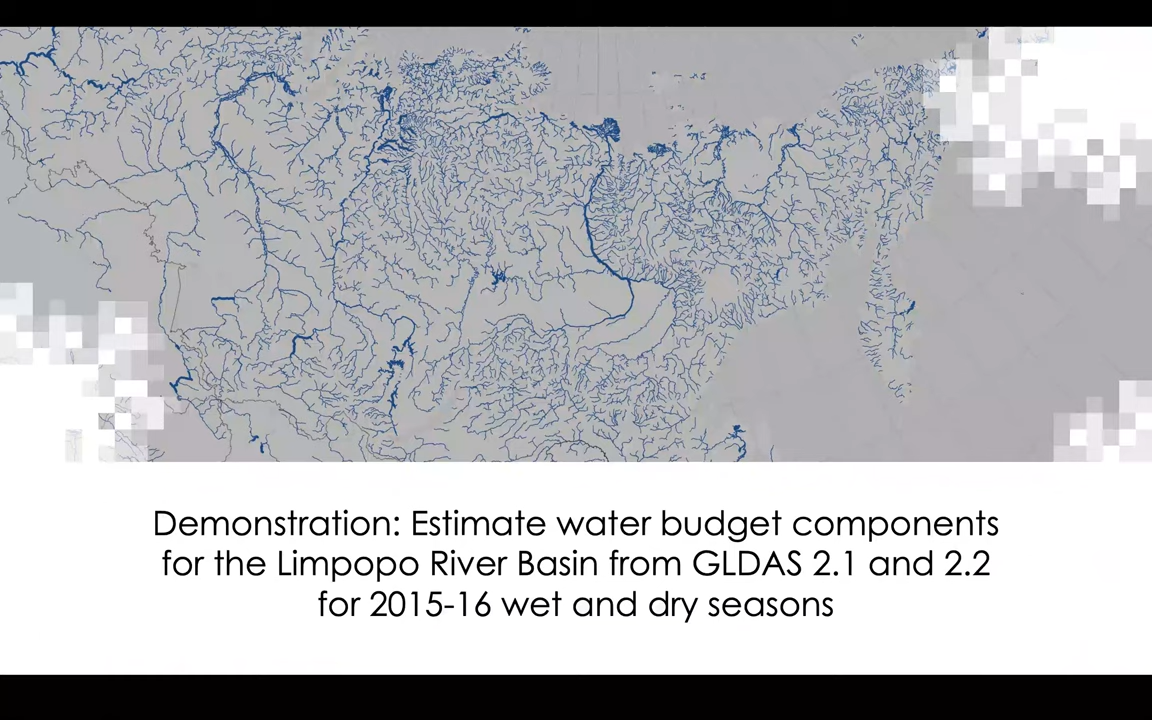 Demonstration: Estimate water budget components
for the Limpopo River Basin from GLDAS 2.1 and 2.2
for 2015-16 wet and dry seasons